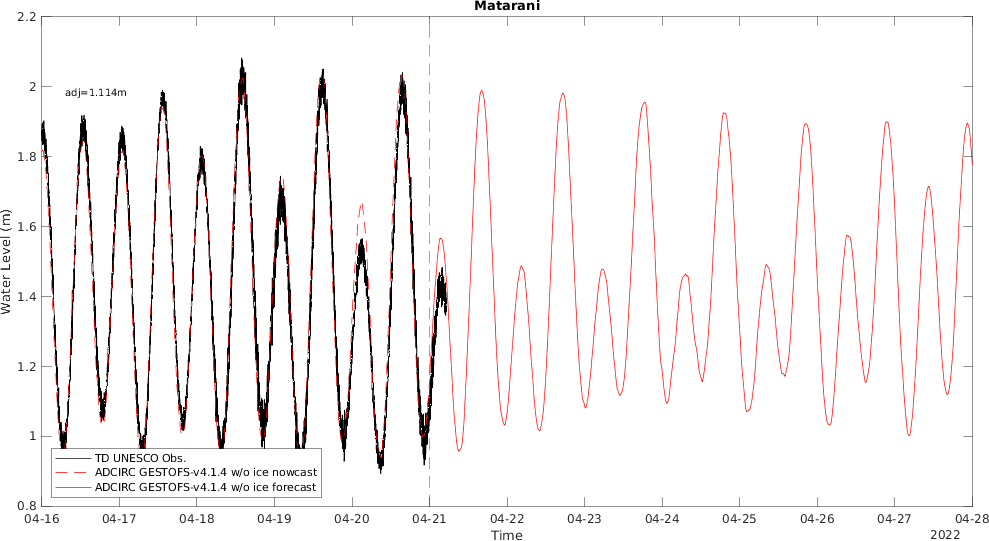 Matarani
2.2
2
1.8
1.6
1.4
1.2
1
0.8
Water Level (m)
adj=1.114m
TD UNESCO Obs.
ADCIRC GESTOFS-v4.1.4 w/o ice nowcast
ADCIRC GESTOFS-v4.1.4 w/o ice forecast
04-16 04-17 04-18 04-19 04-20 04-21 04-22 04-23 04-24 04-25 04-26 04-27 04-28
Time
2022